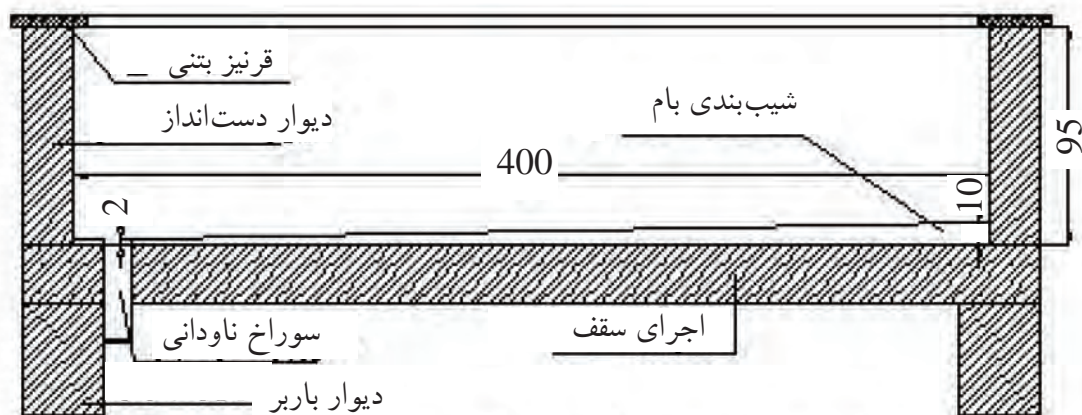 قرنیز بتنی
دیوار دست‌انداز
شیب‌بندی بام
400
95
2
10
سوراخ ناودانی
اجرای سقف
دیوار باربر